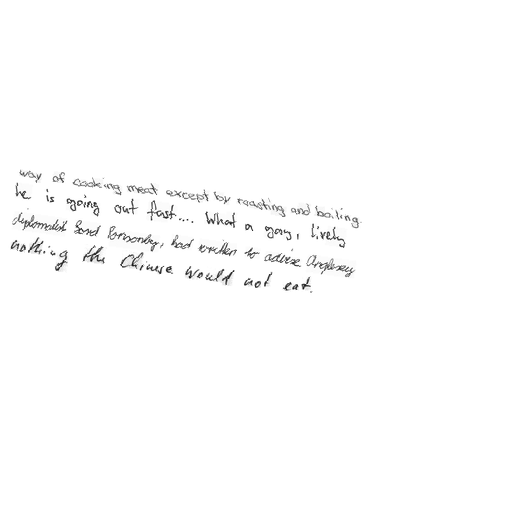 way of cooking meat except by roasting and boiling.
he is going out fast.... What a gay, lively
diplomatist Lord Ponsonby, had written to advise Anglesey
nothing the Chinese would not eat.